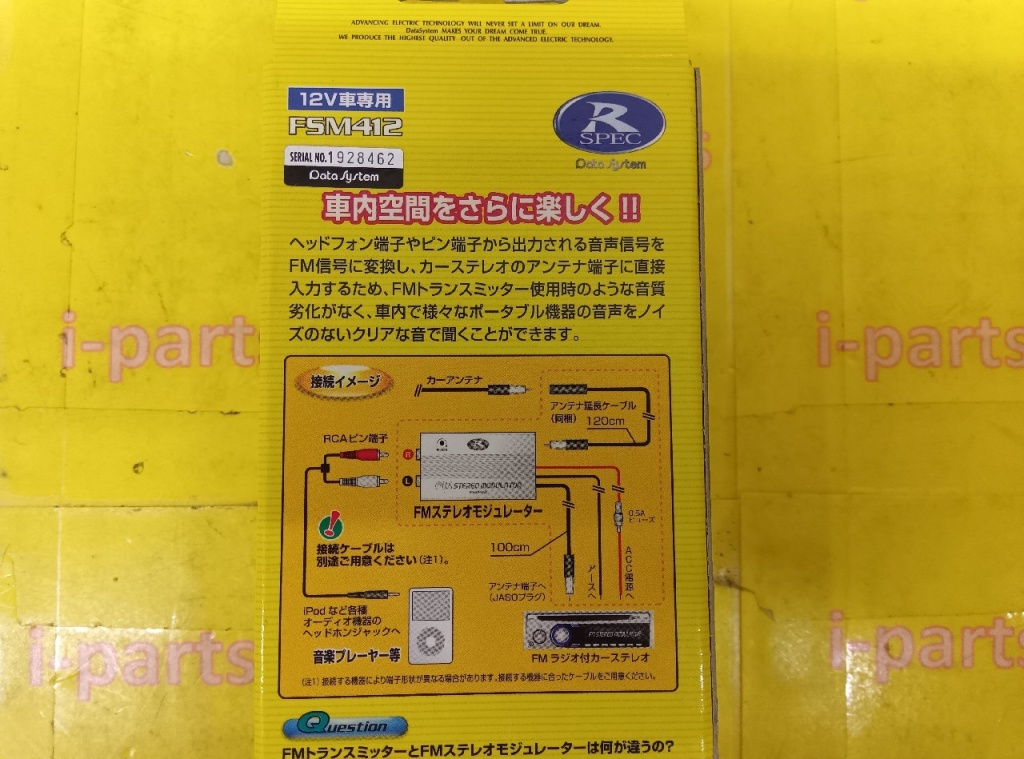 ADVANCING ELECTRIC TECHNOLOGY WILL NEVER SET A LIMIT ON OUR DREAM.
DataSystem MAKES YOUR DREAM COME TRUE.
WE PRODUCE THE HIGHEST QUALITY OUT OF THE ADVANCED ELECTRIC TECHNOLOGY.
12V車専用
FSM412
R
SPEC
SERIAL NO. 1928462
Data System
Data System
車内空間をさらに楽しく!!
ヘッドフォン端子やピン端子から出力される音声信号を
FM信号に変換し、カーステレオのアンテナ端子に直接
入力するため、FMトランスミッター使用時のような音質
劣化がなく、車内で様々なポータブル機器の音声をノイ
ズのないクリアな音で聞くことができます。
接続イメージ
カーアンテナ
アンテナ延長ケーブル
(同梱)
120cm
RCAピン端子
R
L
R
STEREO MODULATOR
FMステレオモジュレーター
0.5A
ヒューズ
接続ケーブルは
別途ご用意ください(注1)。
100cm
アンテナ端子へ
(JASOプラグ)
アースへ
ACC電源へ
iPodなど各種
オーディオ機器の
ヘッドホンジャックへ
音楽プレーヤー等
FMラジオ付カーステレオ
(注1)接続する機器により端子形状が異なる場合があります。接続する機器に合ったケーブルをご用意ください。
Question
FMトランスミッターとFMステレオモジュレーターは何が違うの?
i-parts
i-parts
i-parts
i-parts